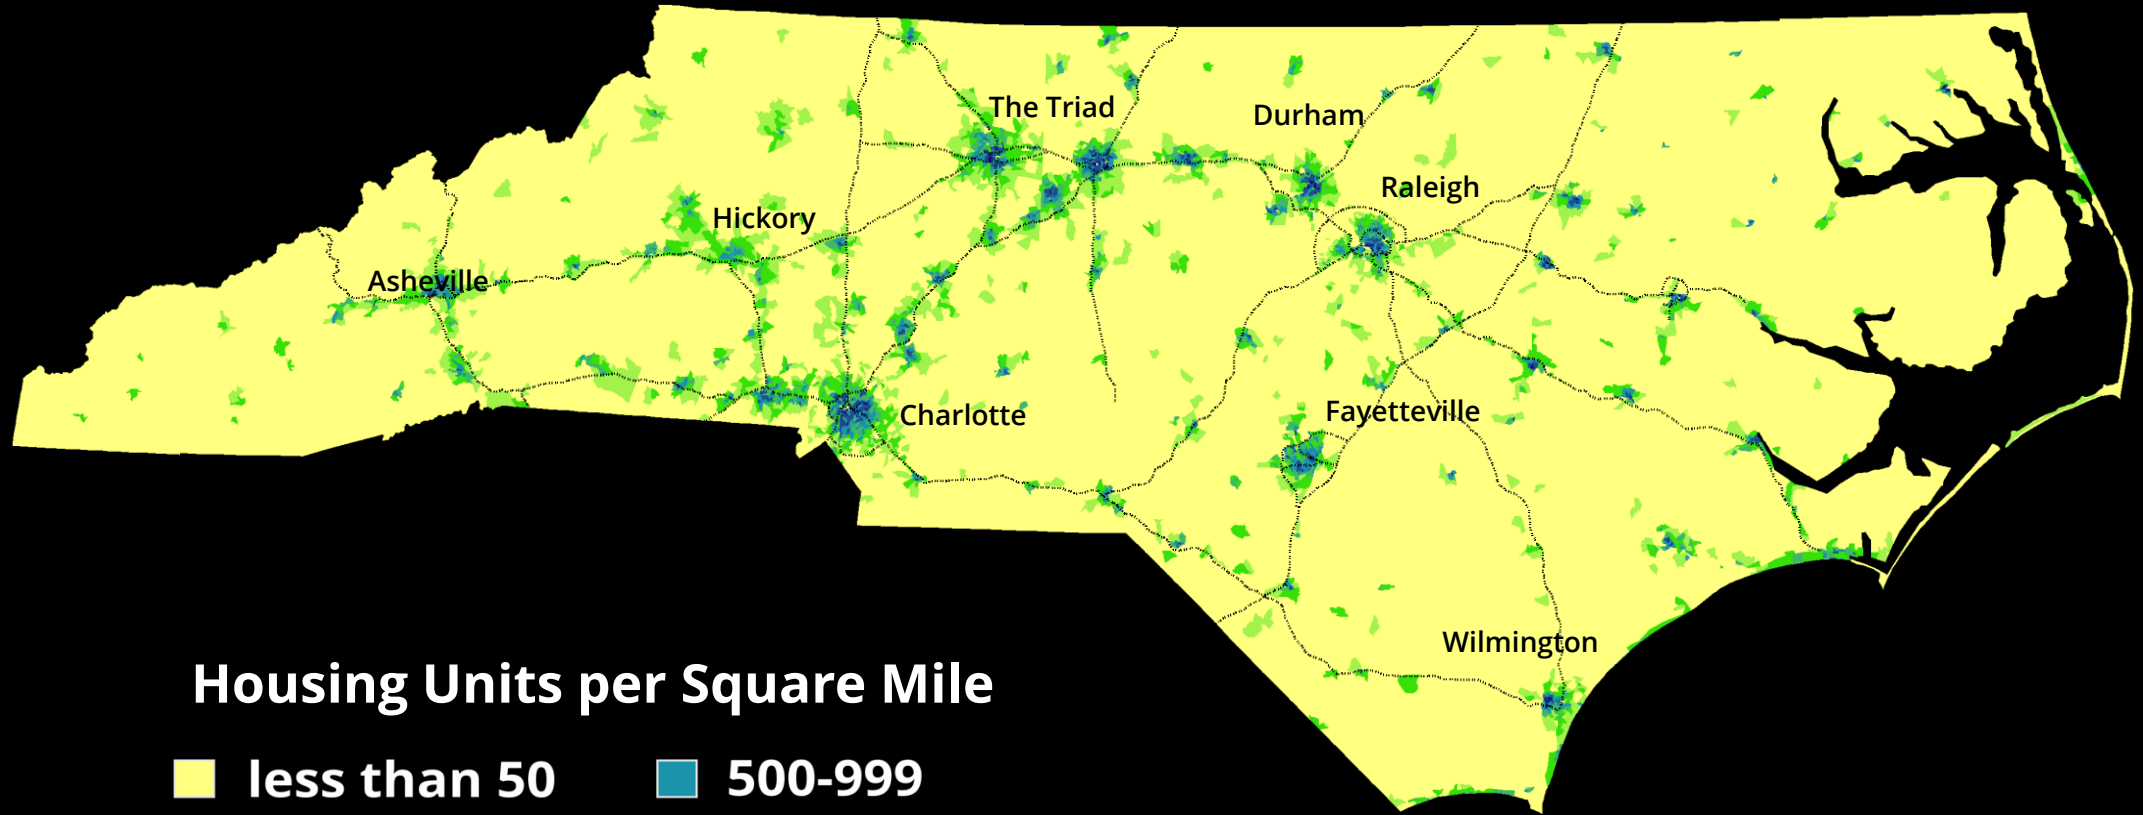 The Triad
Durham
Raleigh
Hickory
Asheville
Charlotte
Fayetteville
Wilmington
Housing Units per Square Mile
less than 50
500-999